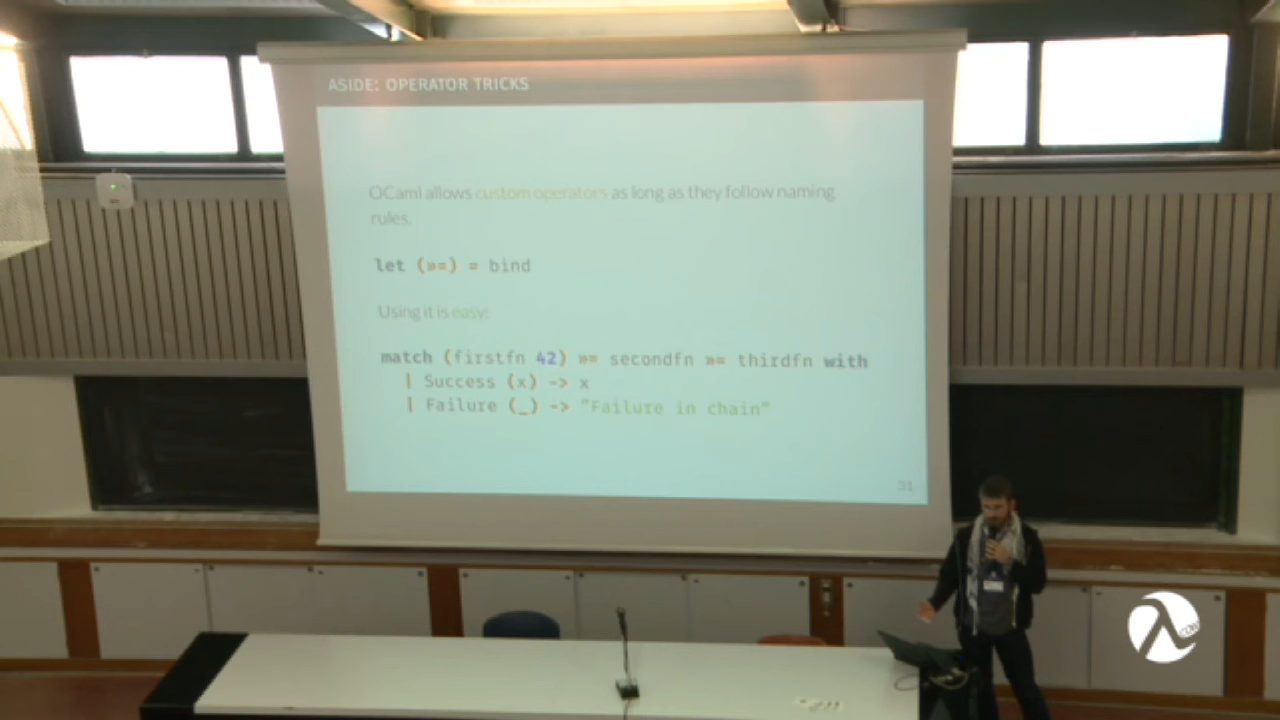 ASIDE: OPERATOR TRICKS
OCaml allows custom operators as long as they follow naming
rules.
let (»=) = bind
Using it is easy:
match (firstfn 42) »= secondfn »= thirdfn with
| Success (x) -> x
| Failure (_) -> "Failure in chain"
31
λ
CON